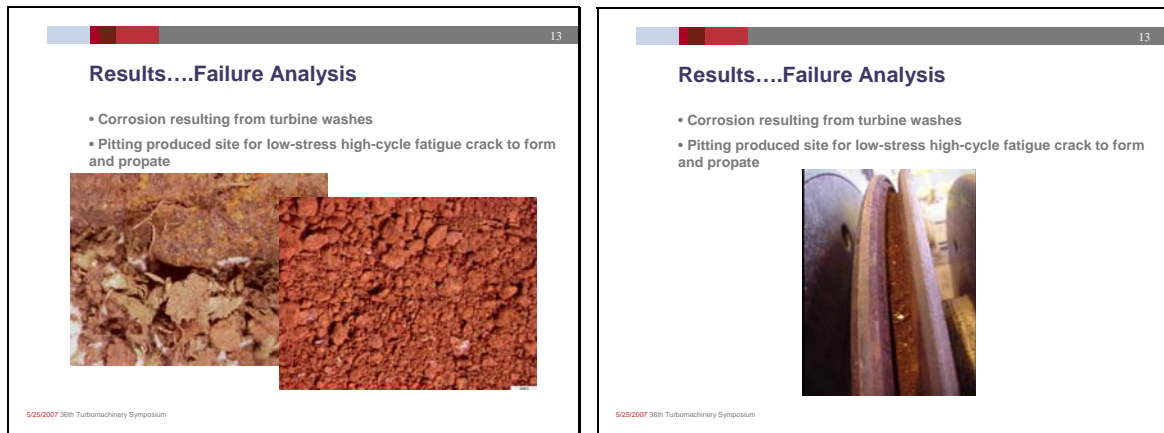 13
Results….Failure Analysis
• Corrosion resulting from turbine washes
• Pitting produced site for low-stress high-cycle fatigue crack to form
and propate
5/25/2007 36th Turbomachinery Symposium
13
Results….Failure Analysis
• Corrosion resulting from turbine washes
• Pitting produced site for low-stress high-cycle fatigue crack to form
and propate
5/25/2007 36th Turbomachinery Symposium